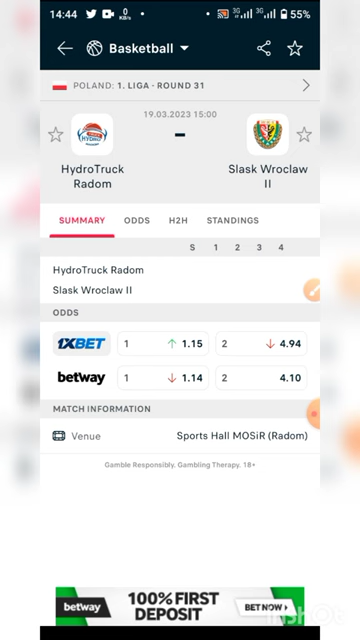 14:44 0 KB/s 3G 3G 55%
Basketball
POLAND: 1. LIGA - ROUND 31
19.03.2023 15:00
-
HydroTruck Radom
Slask Wroclaw II
SUMMARY ODDS H2H STANDINGS
S 1 2 3 4
HydroTruck Radom
Slask Wroclaw II
ODDS
1XBET 1 ↑ 1.15 2 ↓ 4.94
betway 1 ↓ 1.14 2 4.10
MATCH INFORMATION
Venue Sports Hall MOSiR (Radom)
Gamble Responsibly. Gambling Therapy. 18+
betway 100% FIRST DEPOSIT BET NOW
InShot